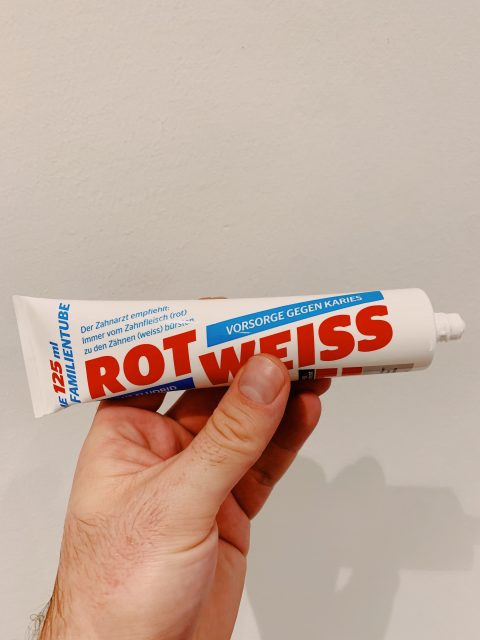 125 ml
FAMILIENTUBE
Der Zahnarzt empfiehlt:
Immer vom Zahnfleisch (rot)
zu den Zähnen (weiss) bürsten
VORSORGE GEGEN KARIES
ROT WEISS